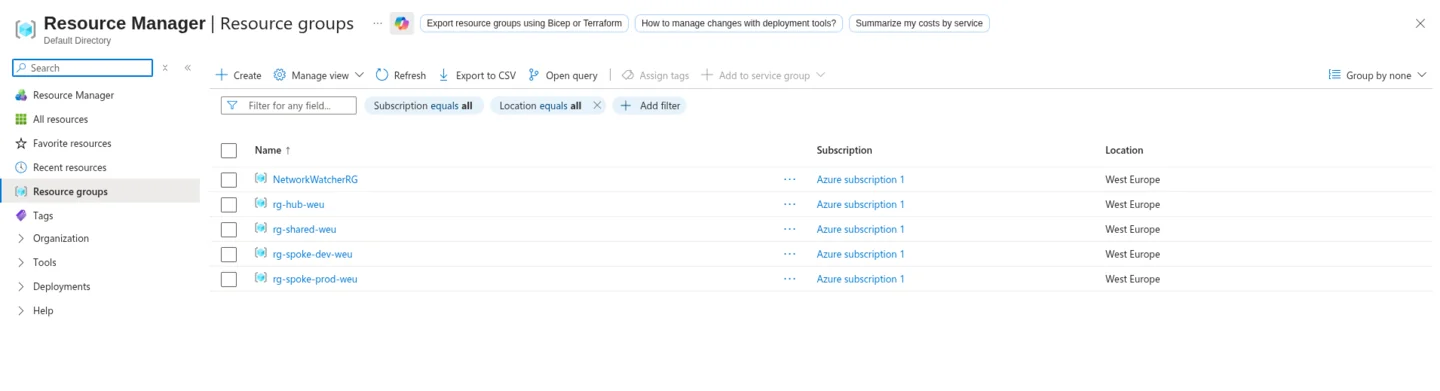 Resource Manager | Resource groups ...
Default Directory
Export resource groups using Bicep or Terraform
How to manage changes with deployment tools?
Summarize my costs by service
Search
Resource Manager
All resources
Favorite resources
Recent resources
Resource groups
Tags
Organization
Tools
Deployments
Help
Create
Manage view
Refresh
Export to CSV
Open query
Assign tags
Add to service group
Group by none
Filter for any field...
Subscription equals all
Location equals all
Add filter
Name ↑ Subscription Location
NetworkWatcherRG ... Azure subscription 1 West Europe
rg-hub-weu ... Azure subscription 1 West Europe
rg-shared-weu ... Azure subscription 1 West Europe
rg-spoke-dev-weu ... Azure subscription 1 West Europe
rg-spoke-prod-weu ... Azure subscription 1 West Europe